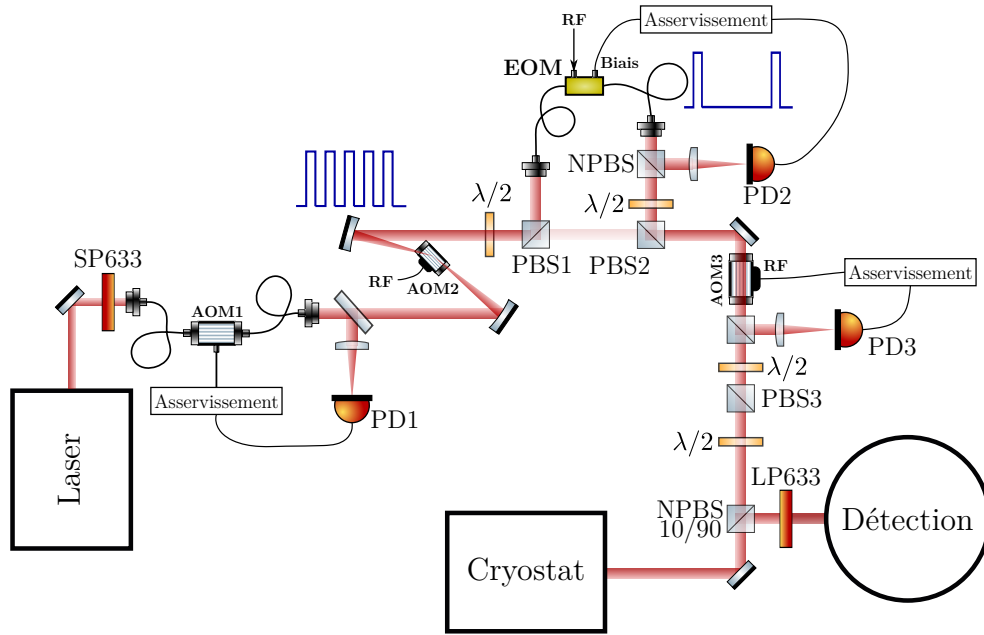 Asservissement
RF
EOM
Biais
NPBS
PD2
λ/2
λ/2
PBS1
PBS2
SP633
RF
AOM2
AOM3
RF
Asservissement
AOM1
PD3
Asservissement
PD1
λ/2
PBS3
λ/2
Laser
LP633
NPBS
10/90
Détection
Cryostat